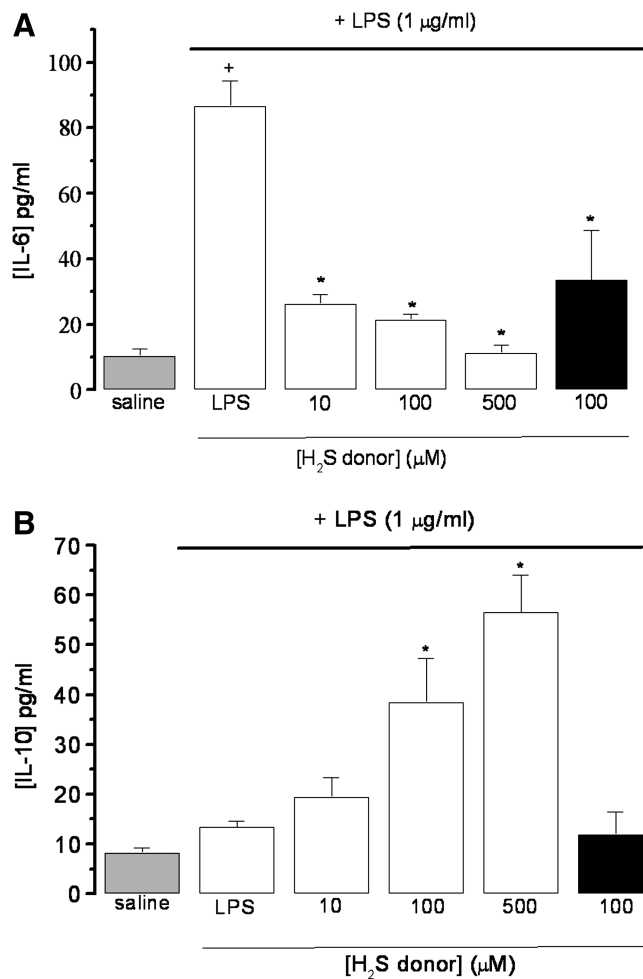 A
+ LPS (1 μg/ml)
100
80
60
40
20
0
[IL-6] pg/ml
+
*
*
*
*
saline
LPS
10
100
500
100
[H2S donor] (μM)
B
+ LPS (1 μg/ml)
70
60
50
40
30
20
10
0
[IL-10] pg/ml
*
*
saline
LPS
10
100
500
100
[H2S donor] (μM)